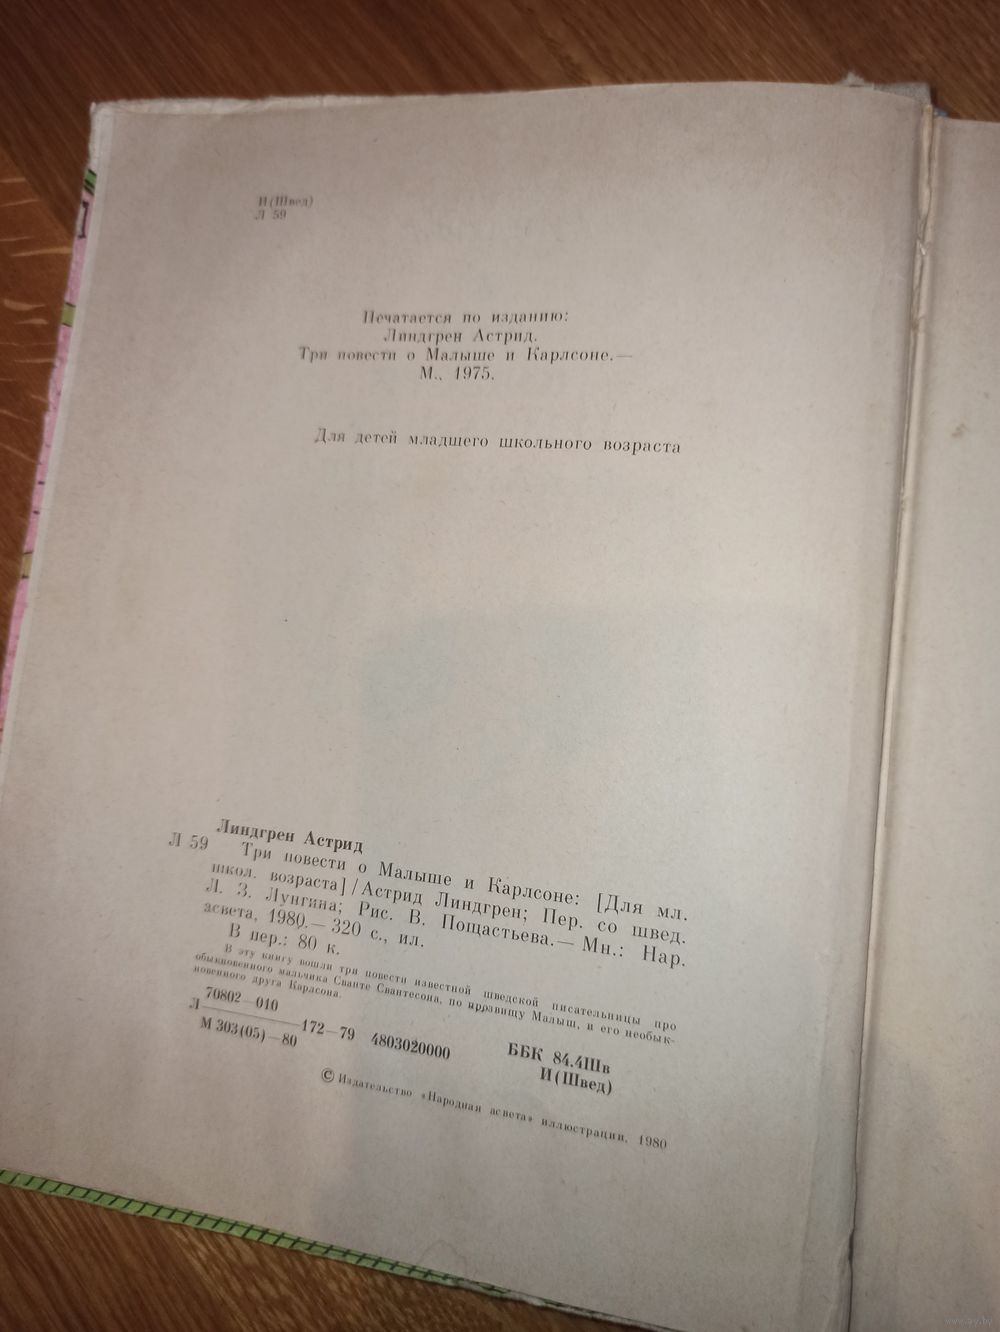 И(Швед)
Л 59
Печатается по изданию:
Линдгрен Астрид.
Три повести о Малыше и Карлсоне.—
М., 1975.
Для детей младшего школьного возраста
Линдгрен Астрид
Л 59 Три повести о Малыше и Карлсоне: [Для мл.
школ. возраста] / Астрид Линдгрен; Пер. со швед.
Л. З. Лунгина; Рис. В. Пощастьева.— Мн.: Нар.
асвета, 1980.— 320 с., ил.
В пер.: 80 к.
В эту книгу вошли три повести известной шведской писательницы про
обыкновенного мальчика Сванте Свантесона, по прозвищу Малыш, и его необык-
новенного друга Карлсона.
70802—010
Л 172—79 4803020000
М 303(05)—80
ББК 84.4Шв
И(Швед)
© Издательство «Народная асвета» иллюстрации, 1980
www.ay.by